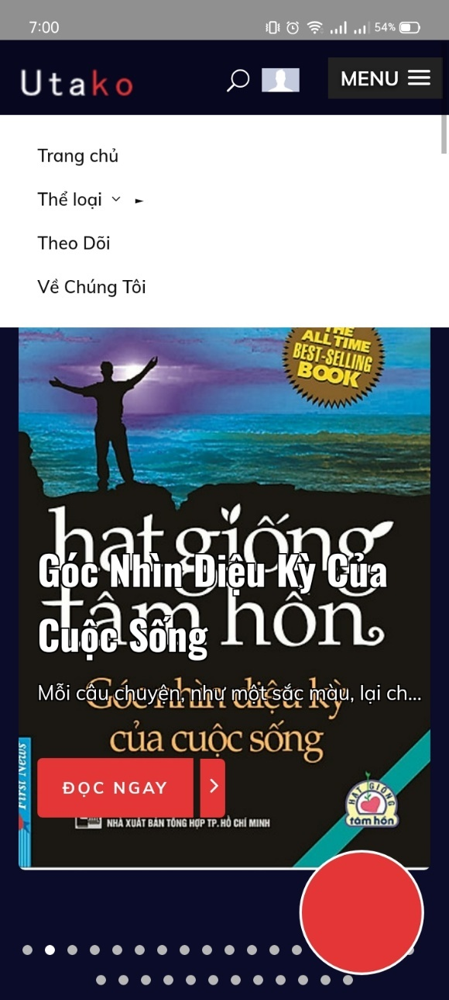 7:00
54%
Utako
MENU
Trang chủ
Thể loại
Theo Dõi
Về Chúng Tôi
THE
ALL TIME
BEST-SELLING
BOOK
hạt giống
tâm hồn
Góc Nhìn Diệu Kỳ Của
Cuộc Sống
Mỗi câu chuyện, như một sắc màu, lại ch...
Góc nhìn diệu kỳ
của cuộc sống
First News
ĐỌC NGAY
HẠT GIỐNG
tâm hồn
NHÀ XUẤT BẢN TỔNG HỢP TP. HỒ CHÍ MINH